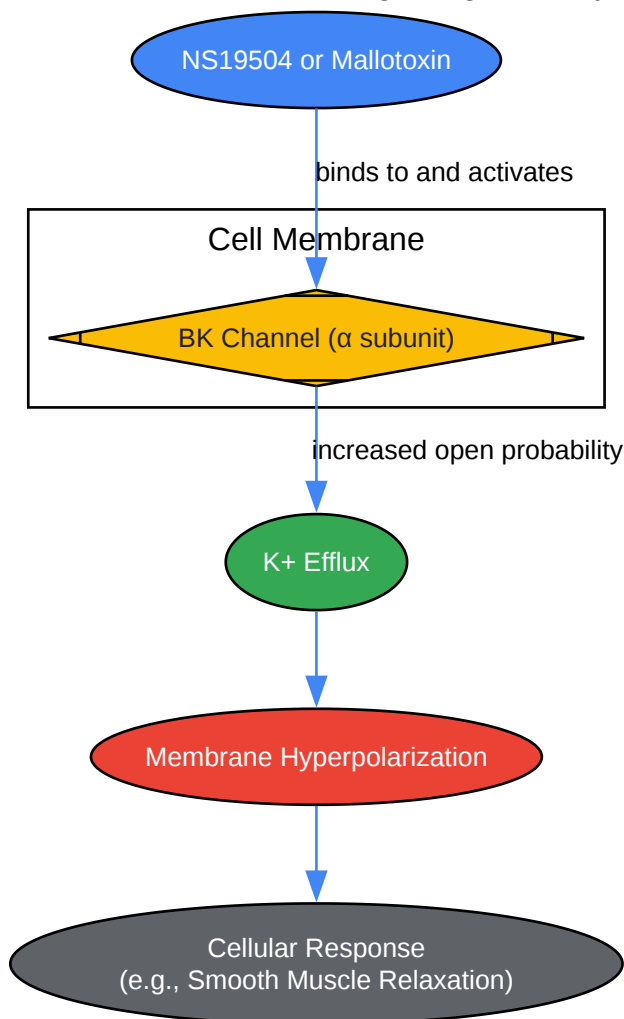 NS19504 or Mallotoxin
binds to and activates
Cell Membrane
BK Channel (α subunit)
increased open probability
K+ Efflux
Membrane Hyperpolarization
Cellular Response
(e.g., Smooth Muscle Relaxation)